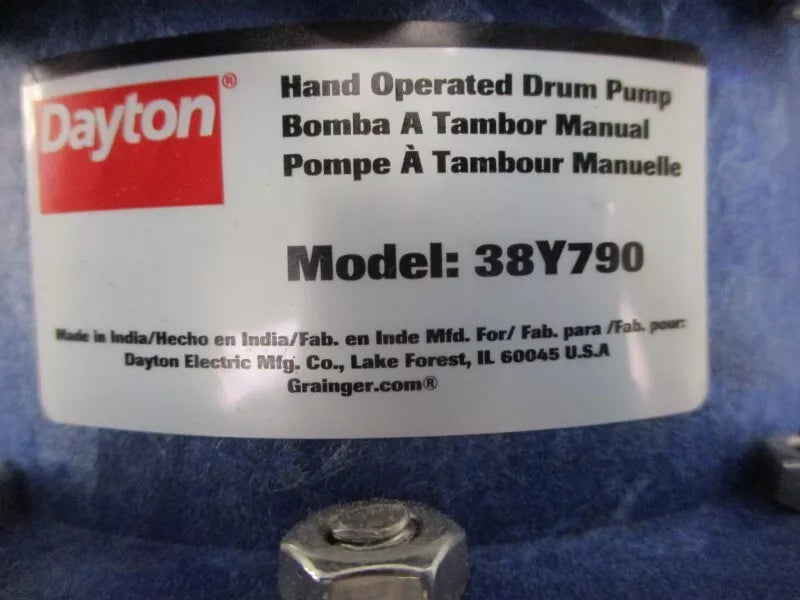 Dayton®
Hand Operated Drum Pump
Bomba A Tambor Manual
Pompe À Tambour Manuelle
Model: 38Y790
Made in India/Hecho en India/Fab. en Inde Mfd. For/ Fab. para /Fab. pour:
Dayton Electric Mfg. Co., Lake Forest, IL 60045 U.S.A
Grainger.com®